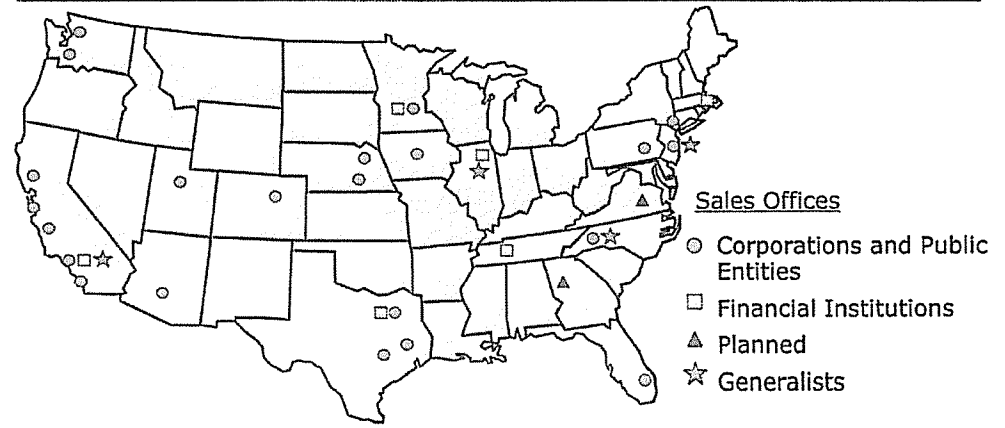 Sales Offices
Corporations and Public
Entities
Financial Institutions
Planned
Generalists